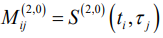 M_{ij}^{(2,0)} = S^{(2,0)}(t_i, τ_j)